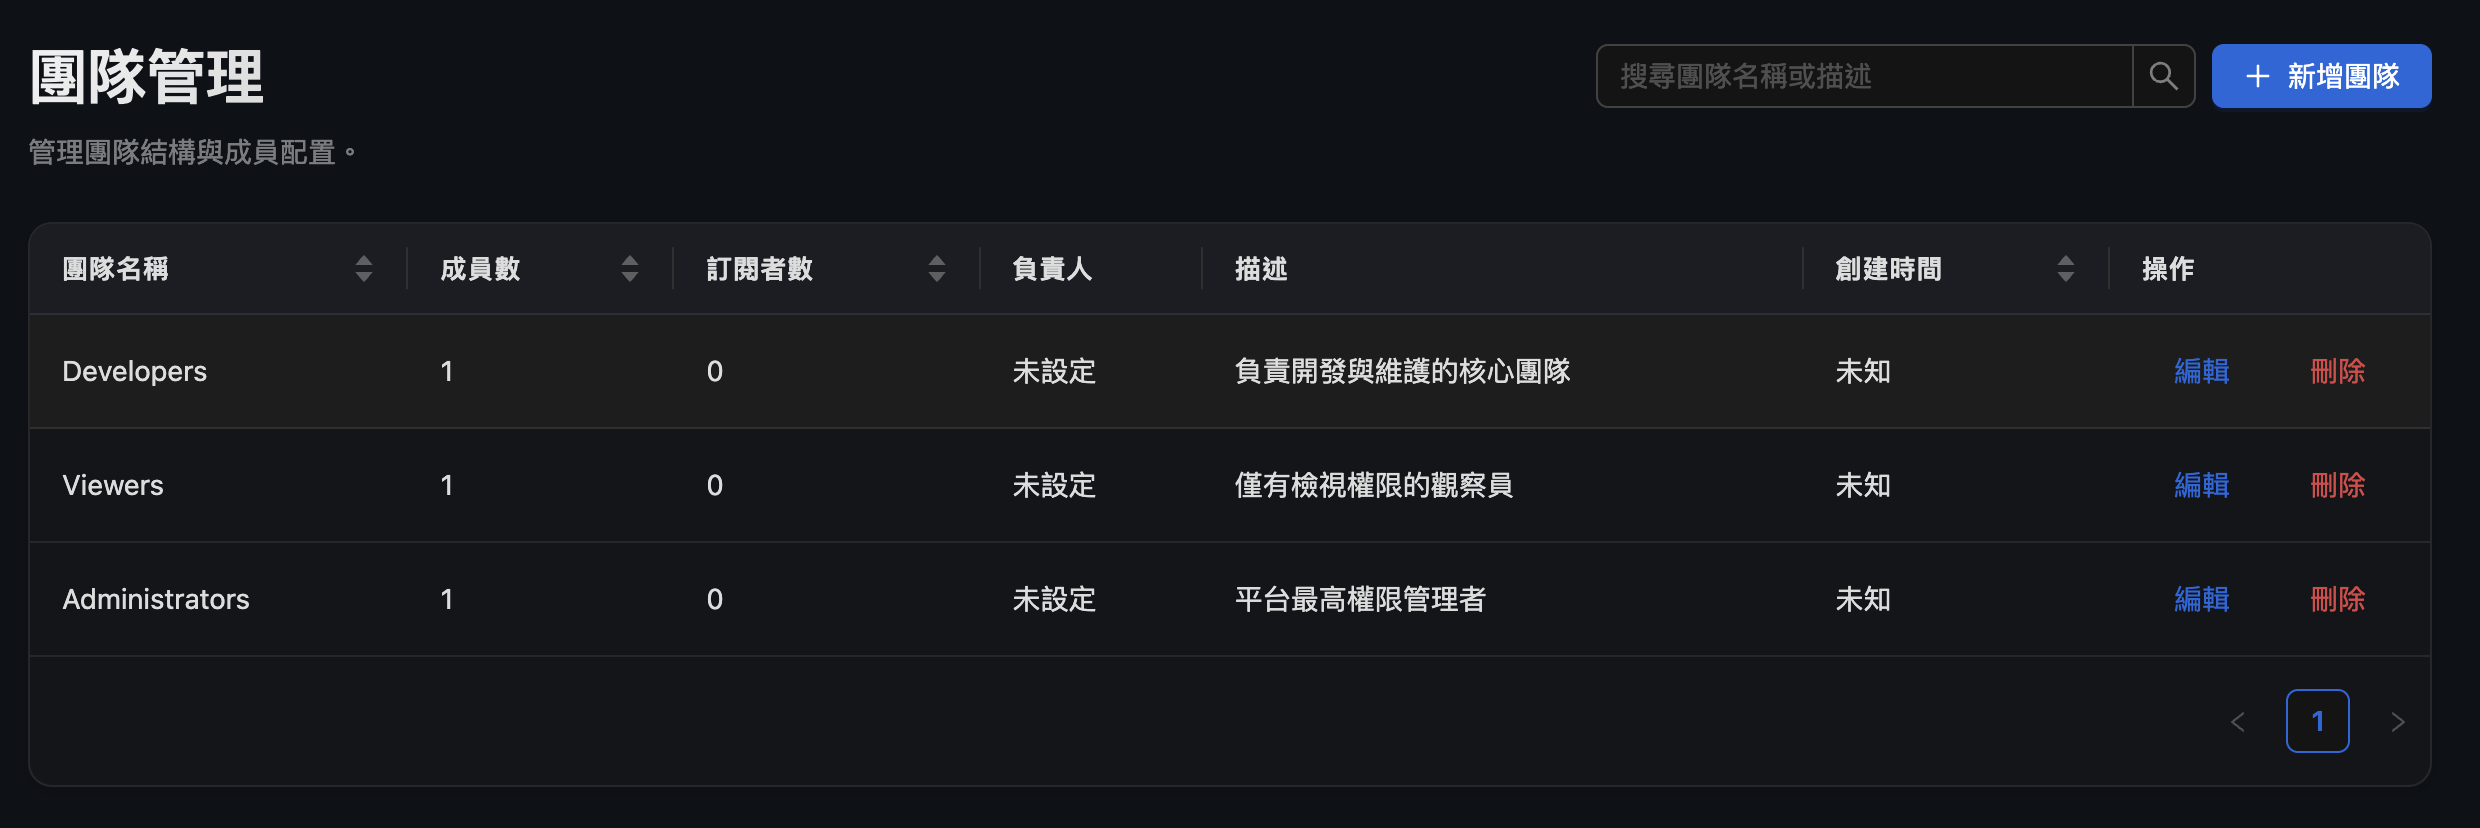 團隊管理
搜尋團隊名稱或描述
新增團隊
管理團隊結構與成員配置。
團隊名稱 成員數 訂閱者數 負責人 描述 創建時間 操作
Developers 1 0 未設定 負責開發與維護的核心團隊 未知 編輯 刪除
Viewers 1 0 未設定 僅有檢視權限的觀察員 未知 編輯 刪除
Administrators 1 0 未設定 平台最高權限管理者 未知 編輯 刪除
1